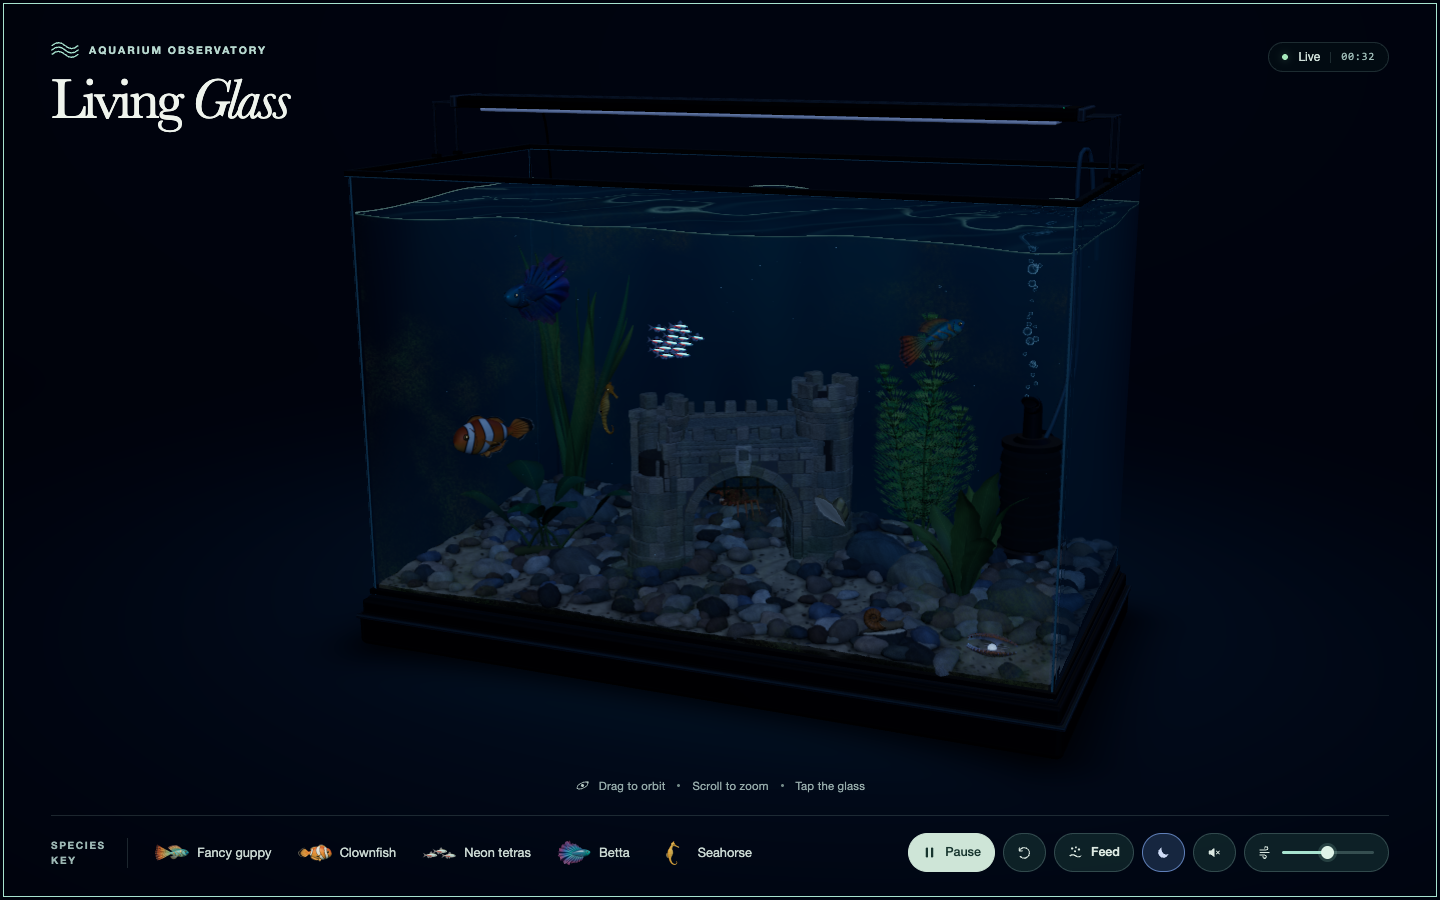 AQUARIUM OBSERVATORY
Living Glass
Live 00:32
Drag to orbit • Scroll to zoom • Tap the glass
SPECIES
KEY
Fancy guppy
Clownfish
Neon tetras
Betta
Seahorse
Pause
Feed